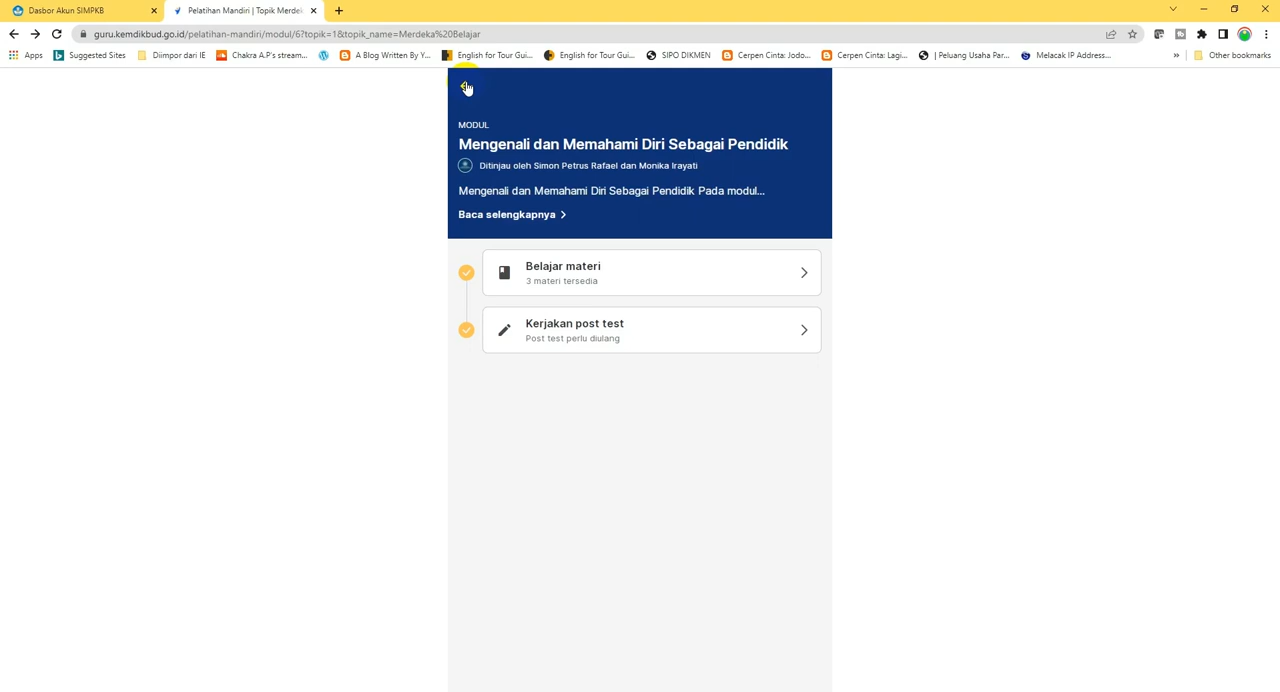 Dasbor Akun SIMPKB
Pelatihan Mandiri | Topik Merdek
guru.kemdikbud.go.id/pelatihan-mandiri/modul/6?topik=1&topik_name=Merdeka%20Belajar
Apps Suggested Sites Diimpor dari IE Chakra A.P's stream... A Blog Written By Y... English for Tour Gui... English for Tour Gui... SIPO DIKMEN Cerpen Cinta: Jodo... Cerpen Cinta: Lagi... | Peluang Usaha Par... Melacak IP Address... » Other bookmarks
MODUL
Mengenali dan Memahami Diri Sebagai Pendidik
Ditinjau oleh Simon Petrus Rafael dan Monika Irayati
Mengenali dan Memahami Diri Sebagai Pendidik Pada modul...
Baca selengkapnya
Belajar materi
3 materi tersedia
Kerjakan post test
Post test perlu diulang